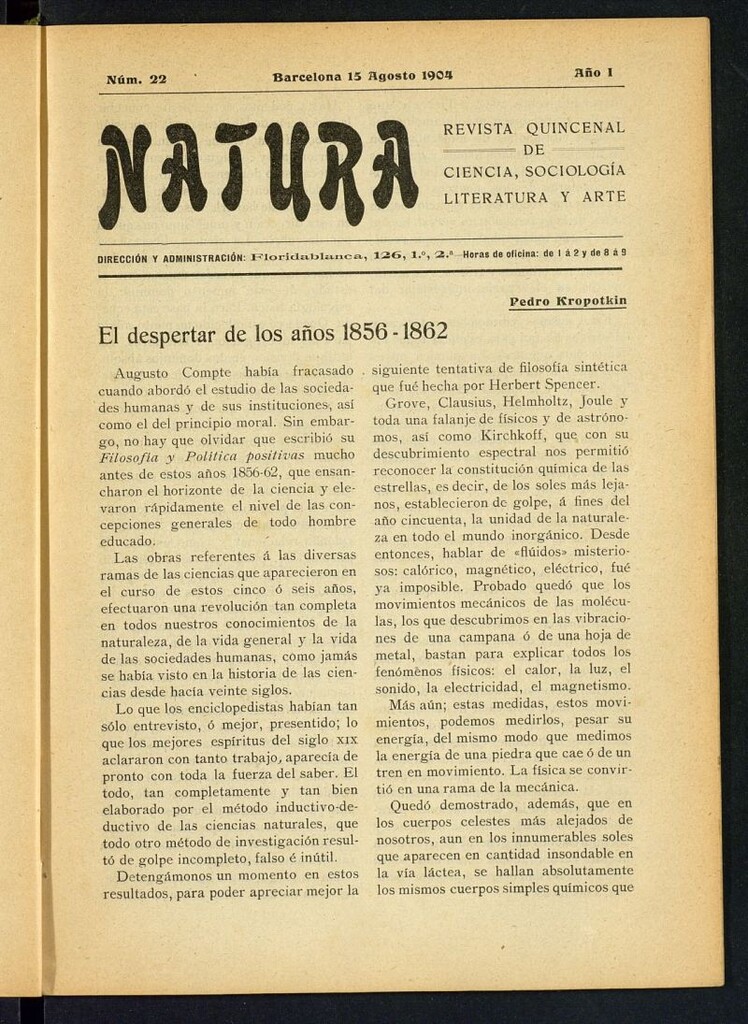 Núm. 22
Barcelona 15 Agosto 1904
Año 1
NATURA
REVISTA QUINCENAL
DE
CIENCIA, SOCIOLOGÍA
LITERATURA Y ARTE
DIRECCIÓN Y ADMINISTRACIÓN: Floridablanca, 126, 1.º, 2.ª Horas de oficina: de 1 á 2 y de 8 á 9
Pedro Kropotkin
El despertar de los años 1856-1862
Augusto Compte había fracasado
cuando abordó el estudio de las socieda-
des humanas y de sus instituciones, así
como el del principio moral. Sin embar-
go, no hay que olvidar que escribió su
Filosofía y Política positivas mucho
antes de estos años 1856-62, que ensan-
charon el horizonte de la ciencia y ele-
varon rápidamente el nivel de las con-
cepciones generales de todo hombre
educado.
Las obras referentes á las diversas
ramas de las ciencias que aparecieron en
el curso de estos cinco ó seis años,
efectuaron una revolución tan completa
en todos nuestros conocimientos de la
naturaleza, de la vida general y la vida
de las sociedades humanas, como jamás
se había visto en la historia de las cien-
cias desde hacía veinte siglos.
Lo que los enciclopedistas habían tan
sólo entrevisto, ó mejor, presentido; lo
que los mejores espíritus del siglo XIX
aclararon con tanto trabajo, aparecía de
pronto con toda la fuerza del saber. El
todo, tan completamente y tan bien
elaborado por el método inductivo-de-
ductivo de las ciencias naturales, que
todo otro método de investigación resul-
tó de golpe incompleto, falso é inútil.
Detengámonos un momento en estos
resultados, para poder apreciar mejor la
siguiente tentativa de filosofía sintética
que fué hecha por Herbert Spencer.
Grove, Clausius, Helmholtz, Joule y
toda una falanje de físicos y de astróno-
mos, así como Kirchkoff, que con su
descubrimiento espectral nos permitió
reconocer la constitución química de las
estrellas, es decir, de los soles más leja-
nos, establecieron de golpe, á fines del
año cincuenta, la unidad de la naturale-
za en todo el mundo inorgánico. Desde
entonces, hablar de «flúidos» misterio-
sos: calórico, magnético, eléctrico, fué
ya imposible. Probado quedó que los
movimientos mecánicos de las molécu-
las, los que descubrimos en las vibracio-
nes de una campana ó de una hoja de
metal, bastan para explicar todos los
fenómenos físicos: el calor, la luz, el
sonido, la electricidad, el magnetismo.
Más aún; estas medidas, estos movi-
mientos, podemos medirlos, pesar su
energía, del mismo modo que medimos
la energía de una piedra que cae ó de un
tren en movimiento. La física se convir-
tió en una rama de la mecánica.
Quedó demostrado, además, que en
los cuerpos celestes más alejados de
nosotros, aun en los innumerables soles
que aparecen en cantidad insondable en
la vía láctea, se hallan absolutamente
los mismos cuerpos simples químicos que